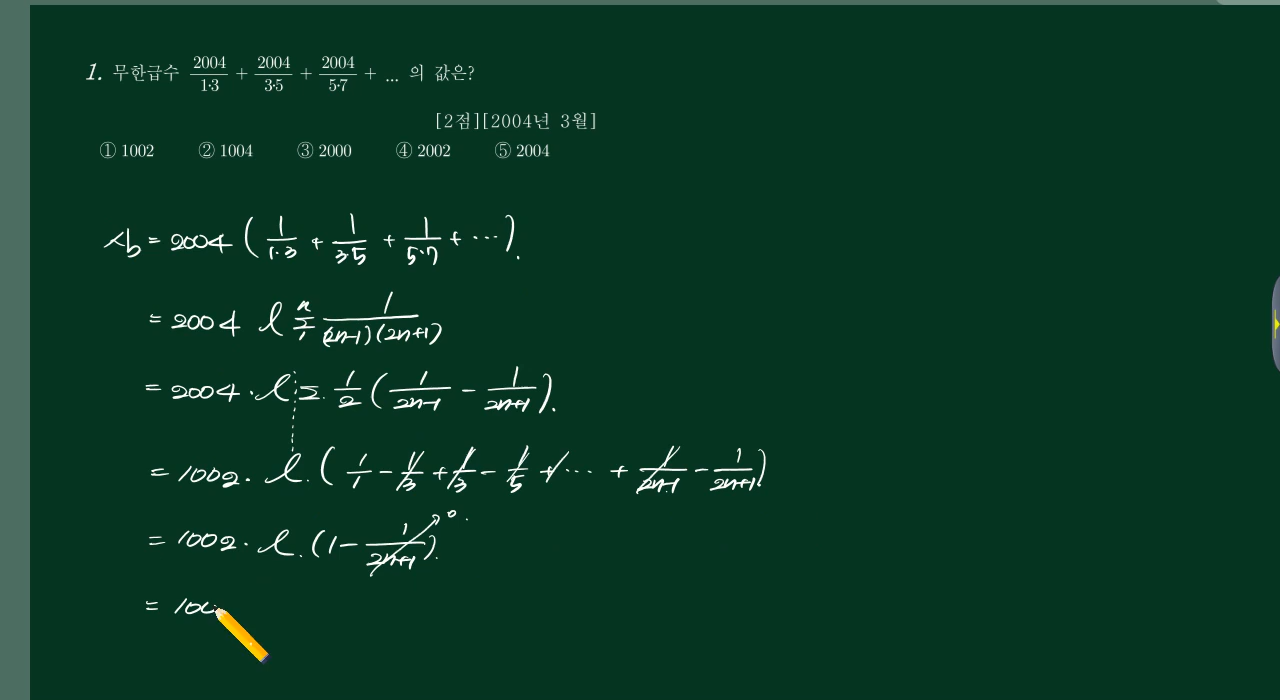 1. 무한급수 2004/1·3 + 2004/3·5 + 2004/5·7 + ... 의 값은?
[2점][2004년 3월]
① 1002 ② 1004 ③ 2000 ④ 2002 ⑤ 2004
= 2004 ( 1/1·3 + 1/3·5 + 1/5·7 + ··· ).
= 2004 l Σ 1/(2n-1)(2n+1)
= 2004 · l Σ 1/2 ( 1/2n-1 - 1/2n+1 ).
= 1002 · l. ( 1/1 - 1/3 + 1/3 - 1/5 + ··· + 1/2n-1 - 1/2n+1 )
= 1002 · l. ( 1 - 1/2n+1 ). 0.
= 100